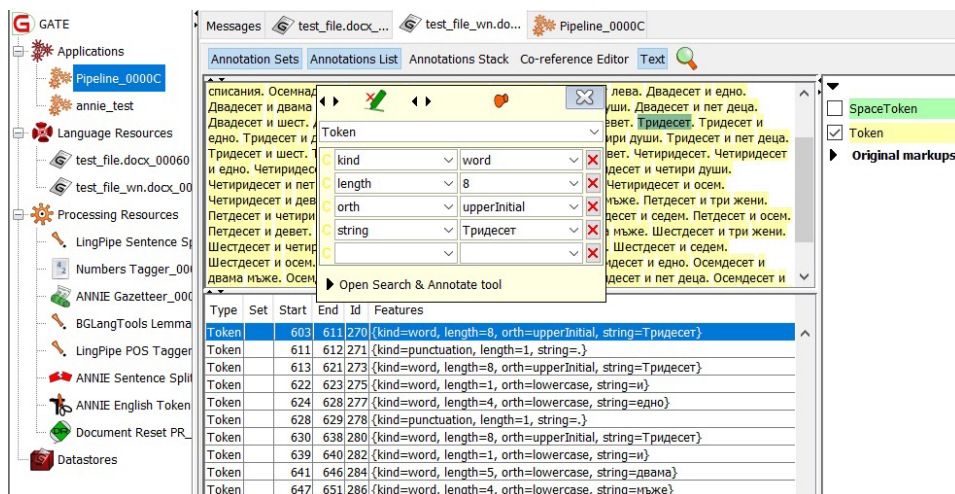 GATE
Applications
Pipeline_0000C
annie_test
Language Resources
test_file.docx_00060
test_file_wn.docx_00
Processing Resources
LingPipe Sentence Sp
Numbers Tagger_00
ANNIE Gazetteer_000
BGLangTools Lemma
LingPipe POS Tagger
ANNIE Sentence Split
ANNIE English Token
Document Reset PR_
Datastores
Messages test_file.docx_... test_file_wn.do... Pipeline_0000C
Annotation Sets Annotations List Annotations Stack Co-reference Editor Text
списания. Осемнад лева. Двадесет и едно.
Двадесет и двама уши. Двадесет и пет деца.
Двадесет и шест. евет. Тридесет. Тридесет и
едно. Тридесет и д ири души. Тридесет и пет деца.
Тридесет и шест. Т вет. Четиридесет. Четиридесет
и едно. Четиридес десет и четири души.
Четиридесет и пет Четиридесет и осем.
Четиридесет и дев мъже. Петдесет и три жени.
Петдесет и четири десет и седем. Петдесет и осем.
Петдесет и девет. а мъже. Шестдесет и три жени.
Шестдесет и четир . Шестдесет и седем.
Шестдесет и осем. десет и едно. Осемдесет и
двама мъже. Осем десет и пет деца. Осемдесет и
Token
C kind word
C length 8
C orth upperInitial
C string Тридесет
C
Open Search & Annotate tool
SpaceToken
Token
Original markups
Type Set Start End Id Features
Token 603 611 270 {kind=word, length=8, orth=upperInitial, string=Тридесет}
Token 611 612 271 {kind=punctuation, length=1, string=.}
Token 613 621 273 {kind=word, length=8, orth=upperInitial, string=Тридесет}
Token 622 623 275 {kind=word, length=1, orth=lowercase, string=и}
Token 624 628 277 {kind=word, length=4, orth=lowercase, string=едно}
Token 628 629 278 {kind=punctuation, length=1, string=.}
Token 630 638 280 {kind=word, length=8, orth=upperInitial, string=Тридесет}
Token 639 640 282 {kind=word, length=1, orth=lowercase, string=и}
Token 641 646 284 {kind=word, length=5, orth=lowercase, string=двама}
Token 647 651 286 {kind=word, length=4, orth=lowercase, string=мъже}